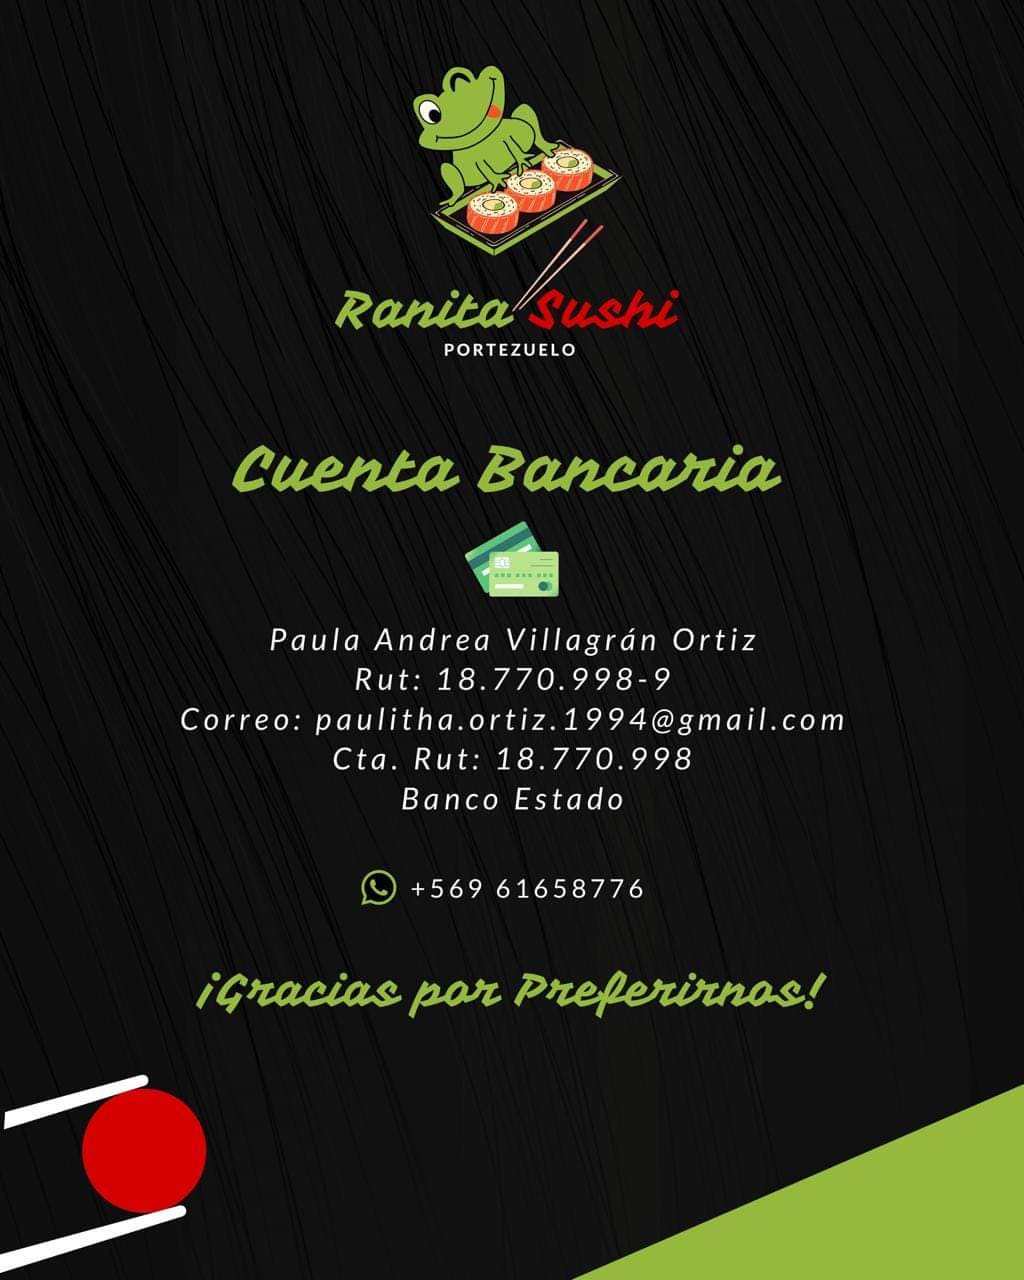 Ranita Sushi
PORTEZUELO
Cuenta Bancaria
Paula Andrea Villagrán Ortiz
Rut: 18.770.998-9
Correo: paulitha.ortiz.1994@gmail.com
Cta. Rut: 18.770.998
Banco Estado
+569 61658776
¡Gracias por Preferirnos!